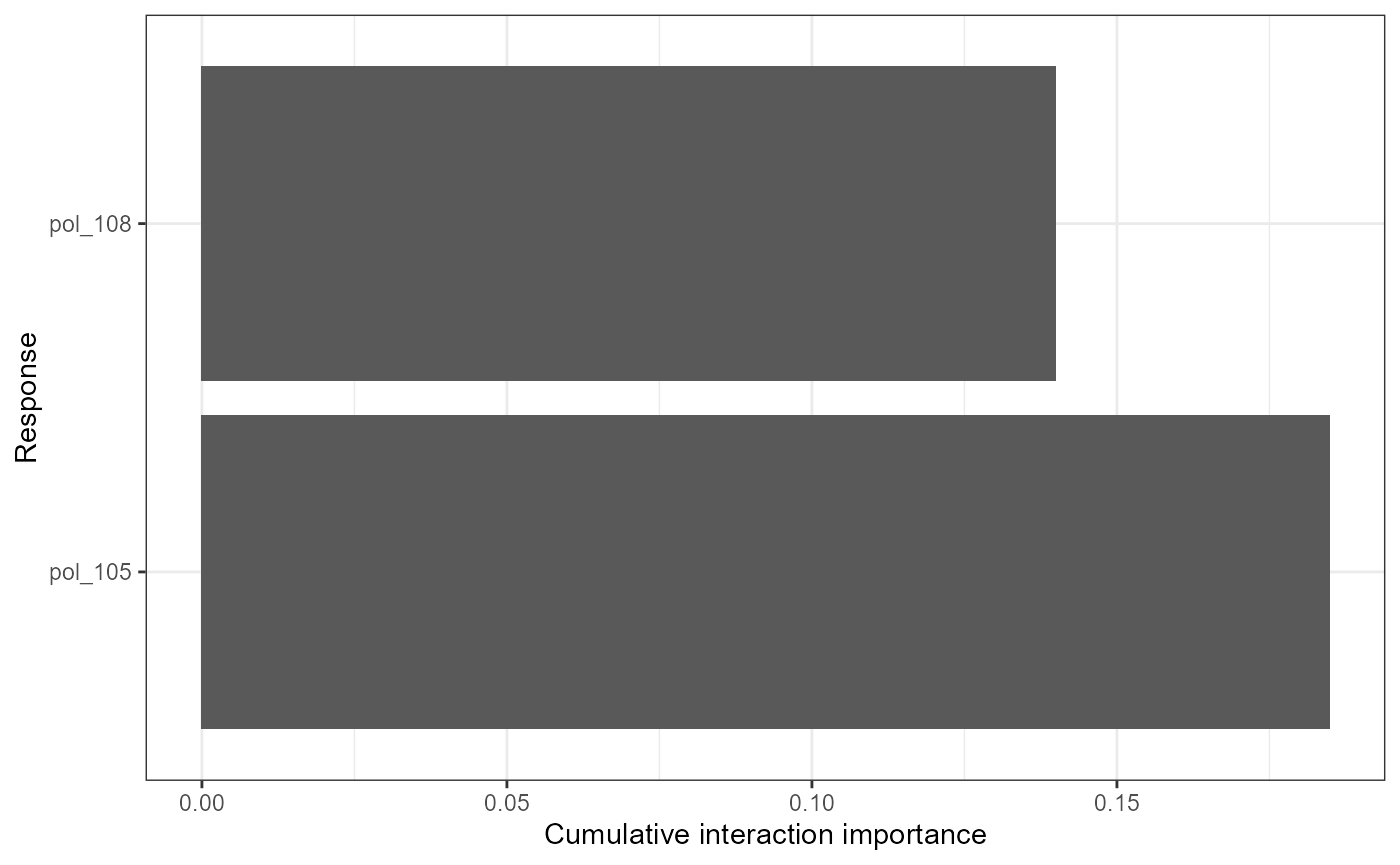 Response
pol_108
pol_105
0.00 0.05 0.10 0.15
Cumulative interaction importance